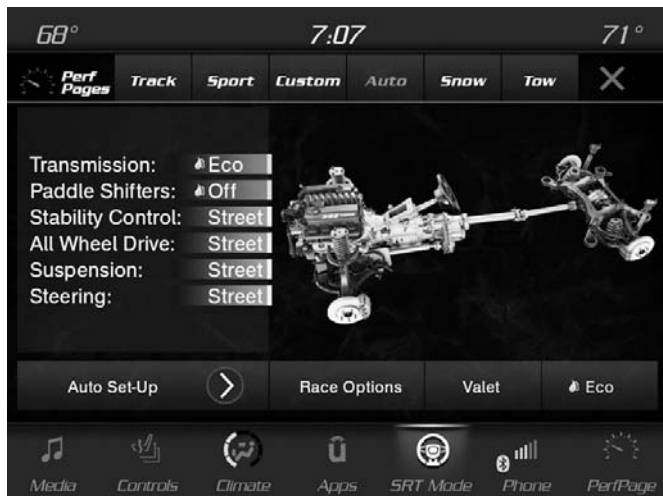 68° 7:07 71°
Perf Pages Track Sport Custom Auto Snow Tow
Transmission: Eco
Paddle Shifters: Off
Stability Control: Street
All Wheel Drive: Street
Suspension: Street
Steering: Street
Auto Set-Up Race Options Valet Eco
Media Controls Climate Apps SRT Mode Phone PerfPage